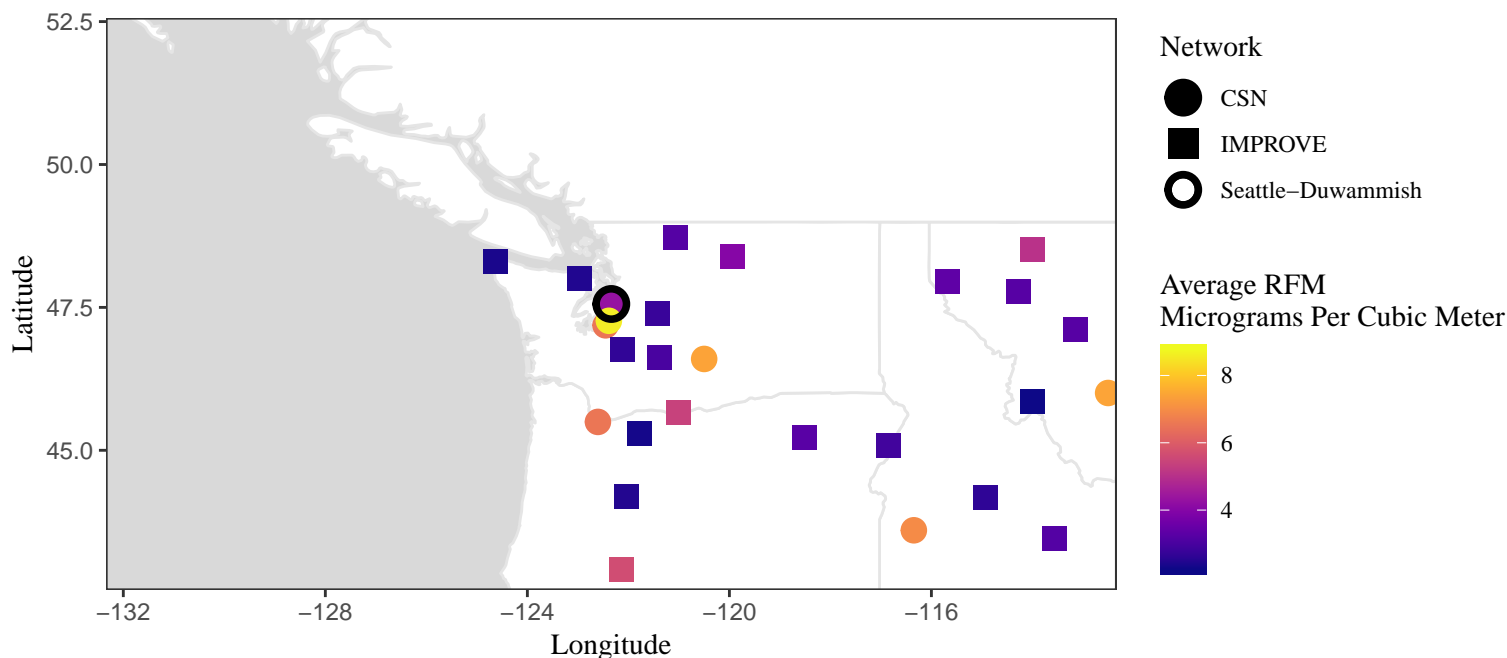 52.5
50.0
47.5
45.0
Latitude
−132
−128
−124
−120
−116
Longitude
Network
CSN
IMPROVE
Seattle−Duwammish
Average RFM
Micrograms Per Cubic Meter
8
6
4